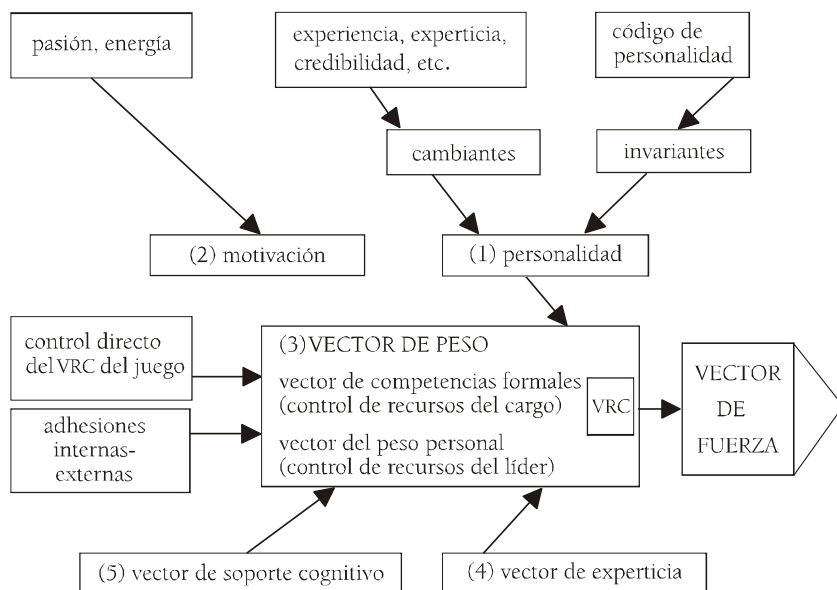 pasión, energía
experiencia, experticia,
credibilidad, etc.
código de
personalidad
cambiantes
invariantes
(2) motivación
(1) personalidad
control directo
del VRC del juego
adhesiones
internas-
externas
(3) VECTOR DE PESO
vector de competencias formales
(control de recursos del cargo)
vector del peso personal
(control de recursos del líder)
VRC
VECTOR
DE
FUERZA
(5) vector de soporte cognitivo
(4) vector de experticia